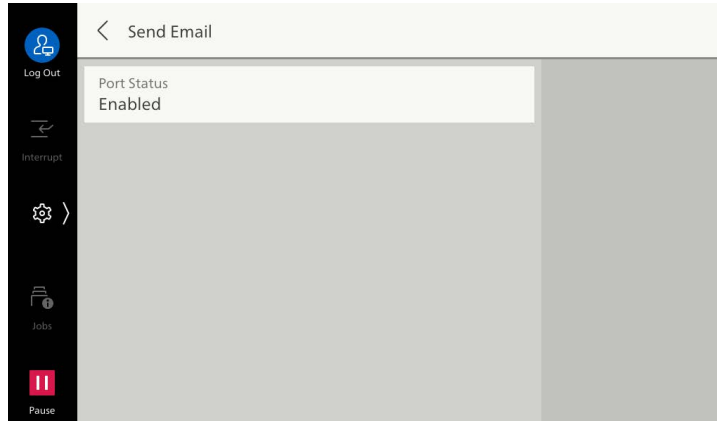 Send Email
Log Out
Port Status
Enabled
Interrupt
Jobs
Pause